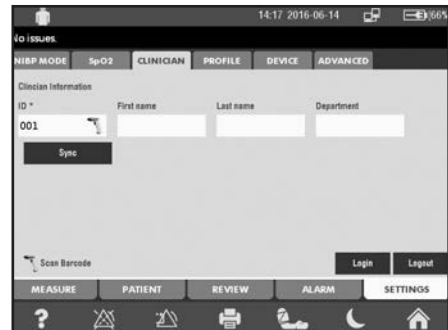 14:17 2016-06-14 66%
No issues.
NIBP MODE SpO2 CLINICIAN PROFILE DEVICE ADVANCED
Clincian Information
ID * First name Last name Department
001
Sync
Scan Barcode Login Logout
MEASURE PATIENT REVIEW ALARM SETTINGS
?